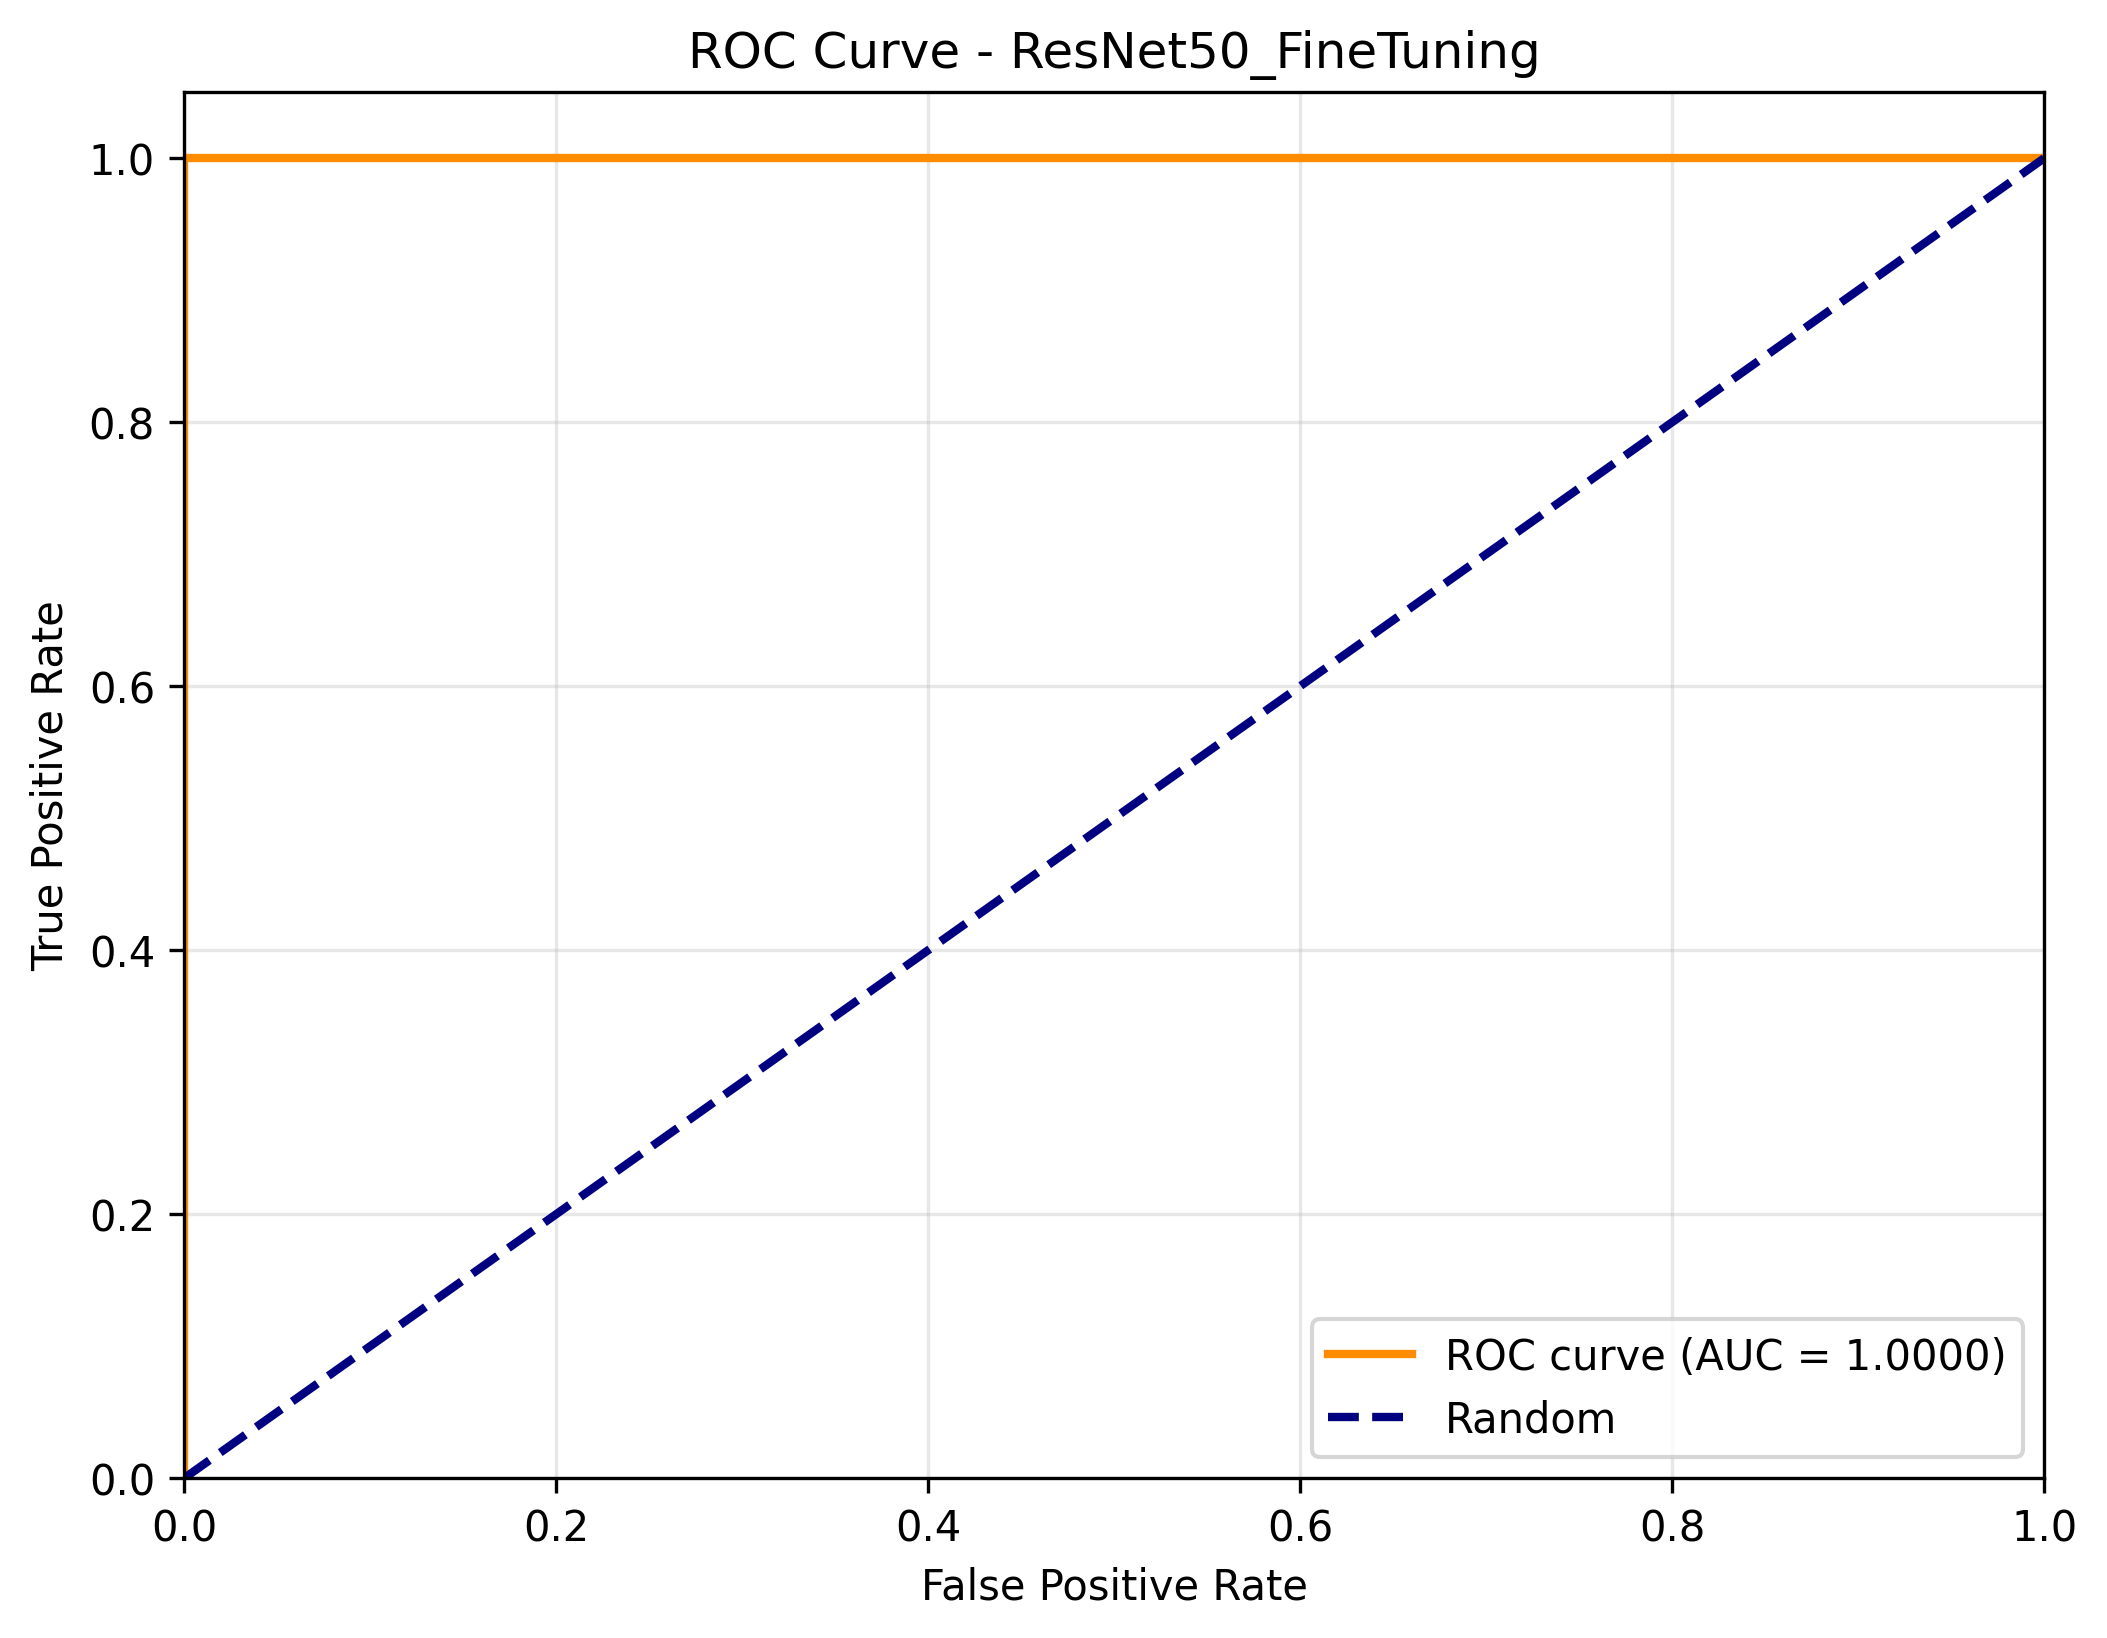 ROC Curve - ResNet50_FineTuning
True Positive Rate
1.0
0.8
0.6
0.4
0.2
0.0
0.0 0.2 0.4 0.6 0.8 1.0
False Positive Rate
ROC curve (AUC = 1.0000)
Random